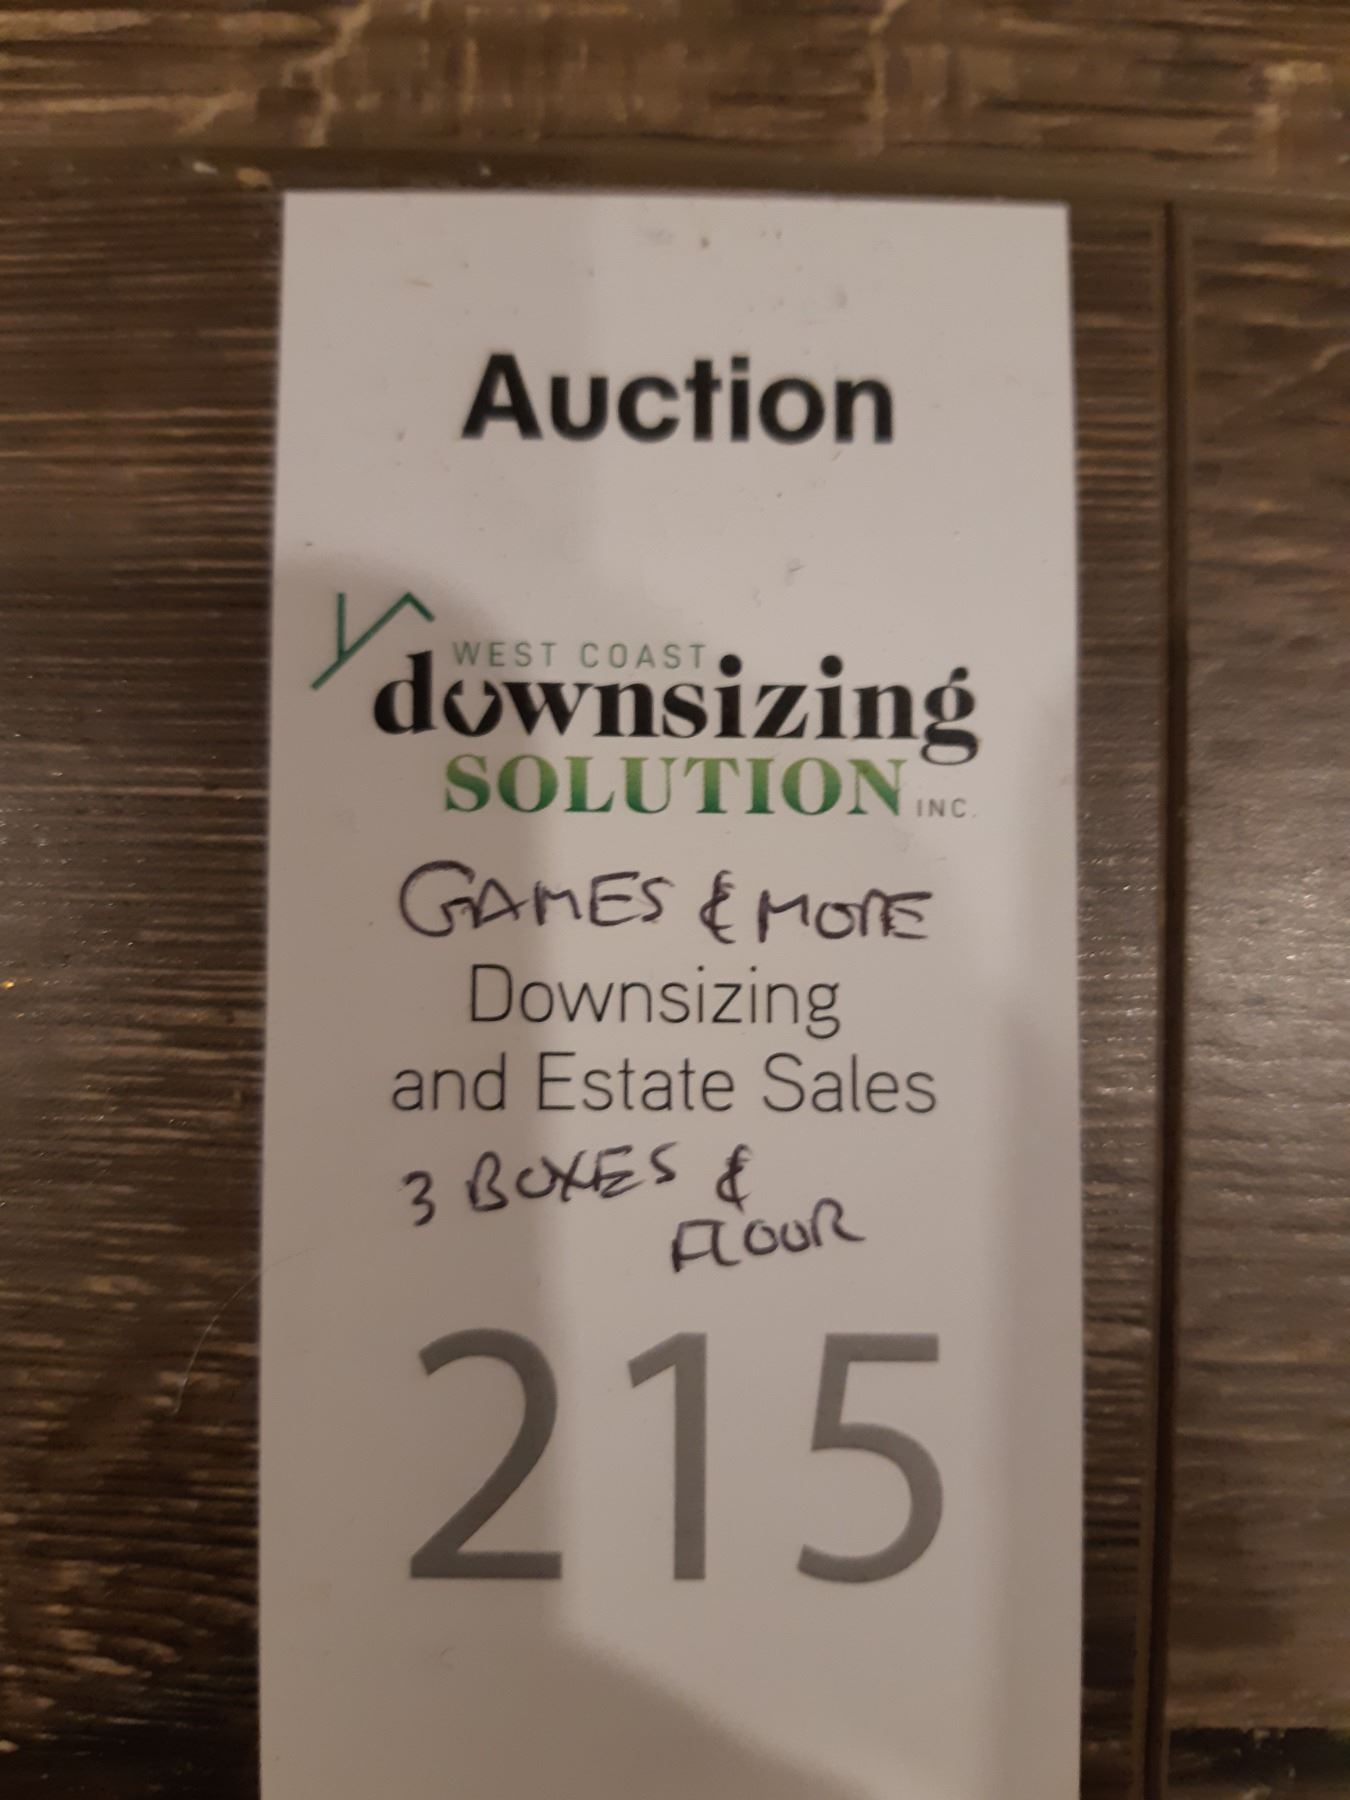 Auction
WEST COAST
downsizing
SOLUTION INC.
GAMES & MORE
Downsizing
and Estate Sales
3 BOXES &
FLOOR
215